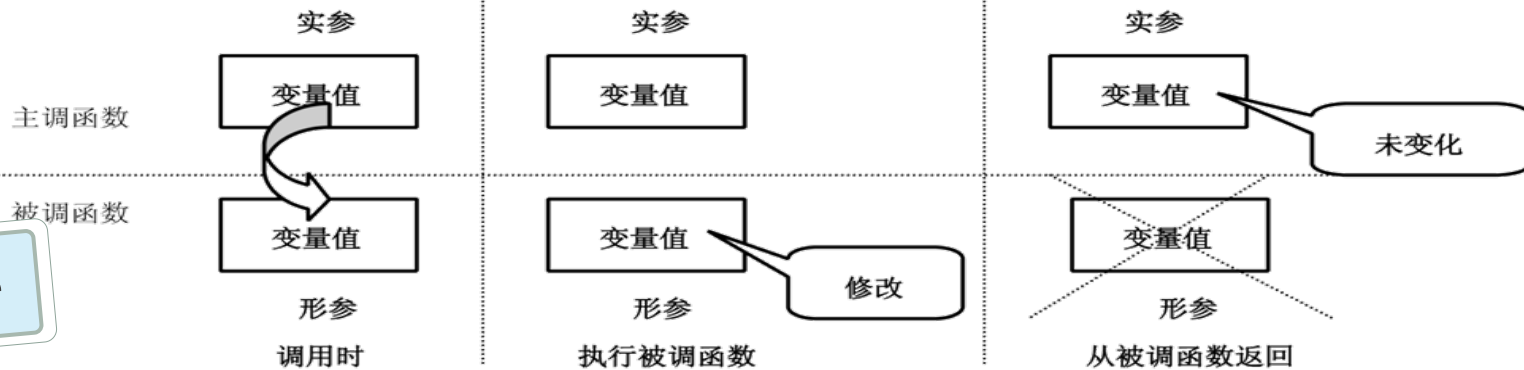 实参
实参
实参
变量值
变量值
变量值
主调函数
未变化
被调函数
变量值
变量值
变量值
修改
形参
形参
形参
调用时
执行被调函数
从被调函数返回